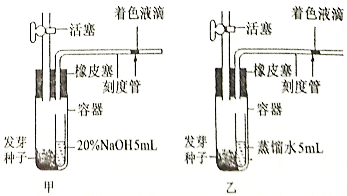 着色液滴
活塞
橡皮塞
刻度管
容器
发芽
种子
20%NaOH5mL
甲
着色液滴
活塞
橡皮塞
刻度管
容器
发芽
种子
蒸馏水5mL
乙